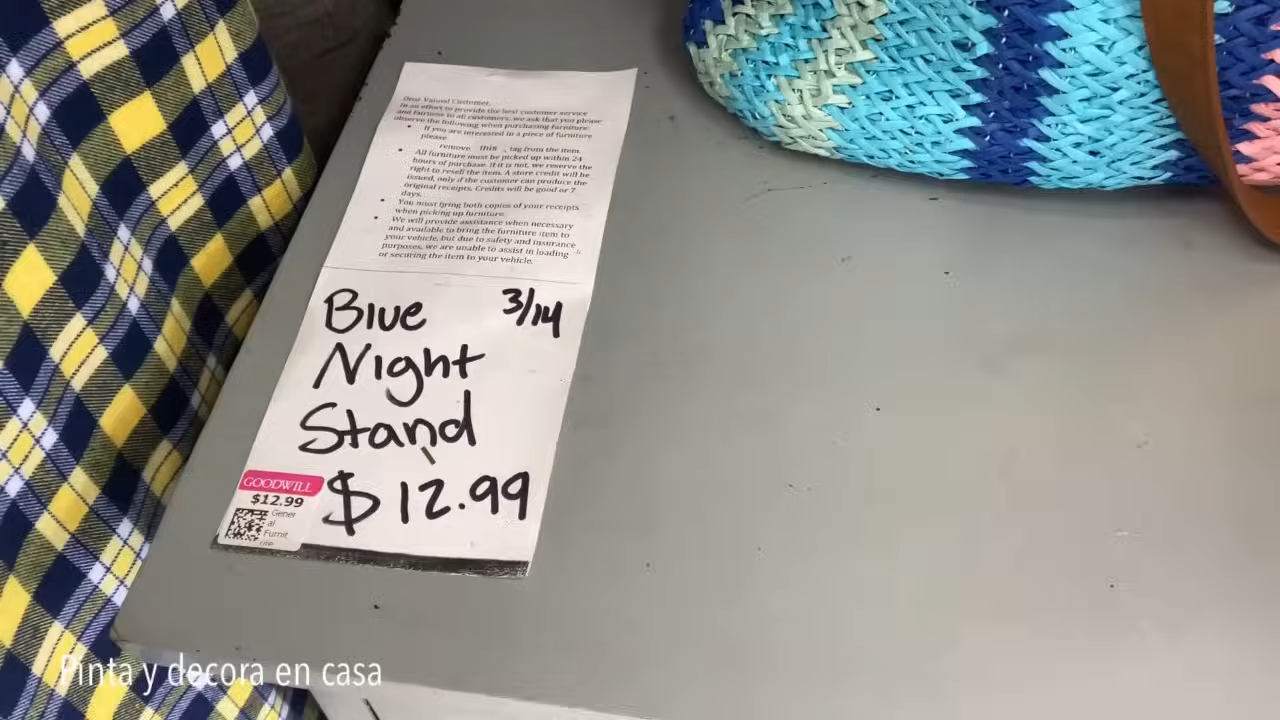 Dear Valued Customer,
In an effort to provide the best customer service
and fairness to all customers, we ask that you please
observe the following when purchasing furniture
• If you are interested in a piece of furniture
please
remove this tag from the item.
• All furniture must be picked up within 24
hours of purchase. If it is not, we reserve the
right to resell the item. A store credit will be
issued, only if the customer can produce the
original receipts. Credits will be good or 7
days.
• You must bring both copies of your receipts
when picking up furniture.
• We will provide assistance when necessary
and available to bring the furniture item to
your vehicle, but due to safety and insurance
purposes, we are unable to assist in loading
or securing the item to your vehicle.
Blue 3/14
Night
Stand
$12.99
GOODWILL
$12.99
Gener
al
Furnit
ure
Pinta y decora en casa